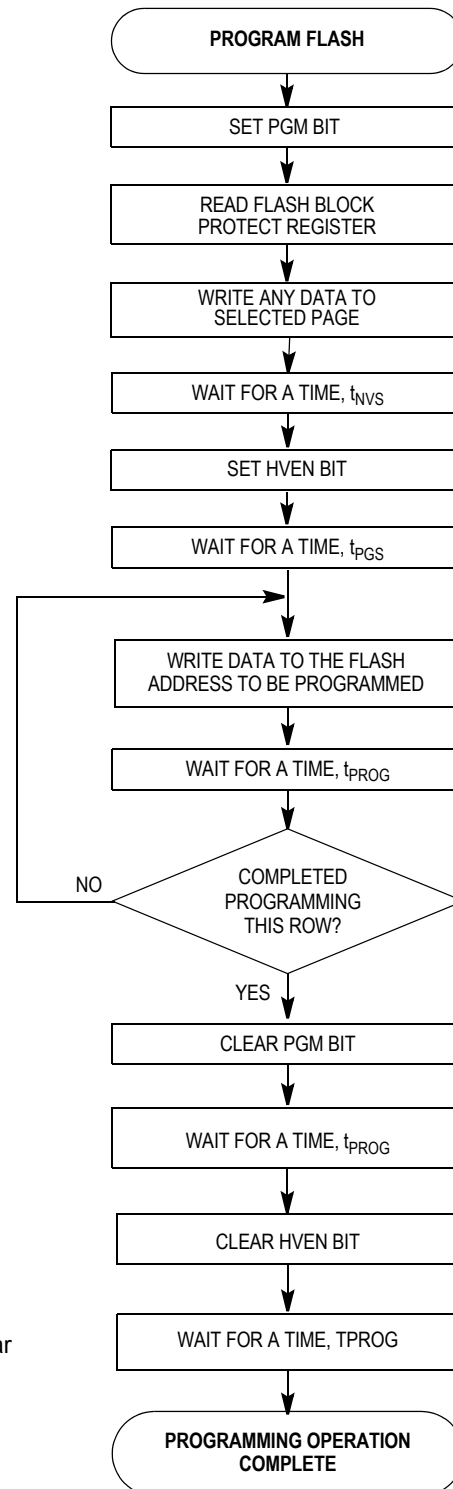 PROGRAM FLASH
SET PGM BIT
READ FLASH BLOCK
PROTECT REGISTER
WRITE ANY DATA TO
SELECTED PAGE
WAIT FOR A TIME, tNVS
SET HVEN BIT
WAIT FOR A TIME, tPGS
WRITE DATA TO THE FLASH
ADDRESS TO BE PROGRAMMED
WAIT FOR A TIME, tPROG
COMPLETED
PROGRAMMING
THIS ROW?
NO
YES
CLEAR PGM BIT
WAIT FOR A TIME, tPROG
CLEAR HVEN BIT
WAIT FOR A TIME, TPROG
ar
PROGRAMMING OPERATION
COMPLETE